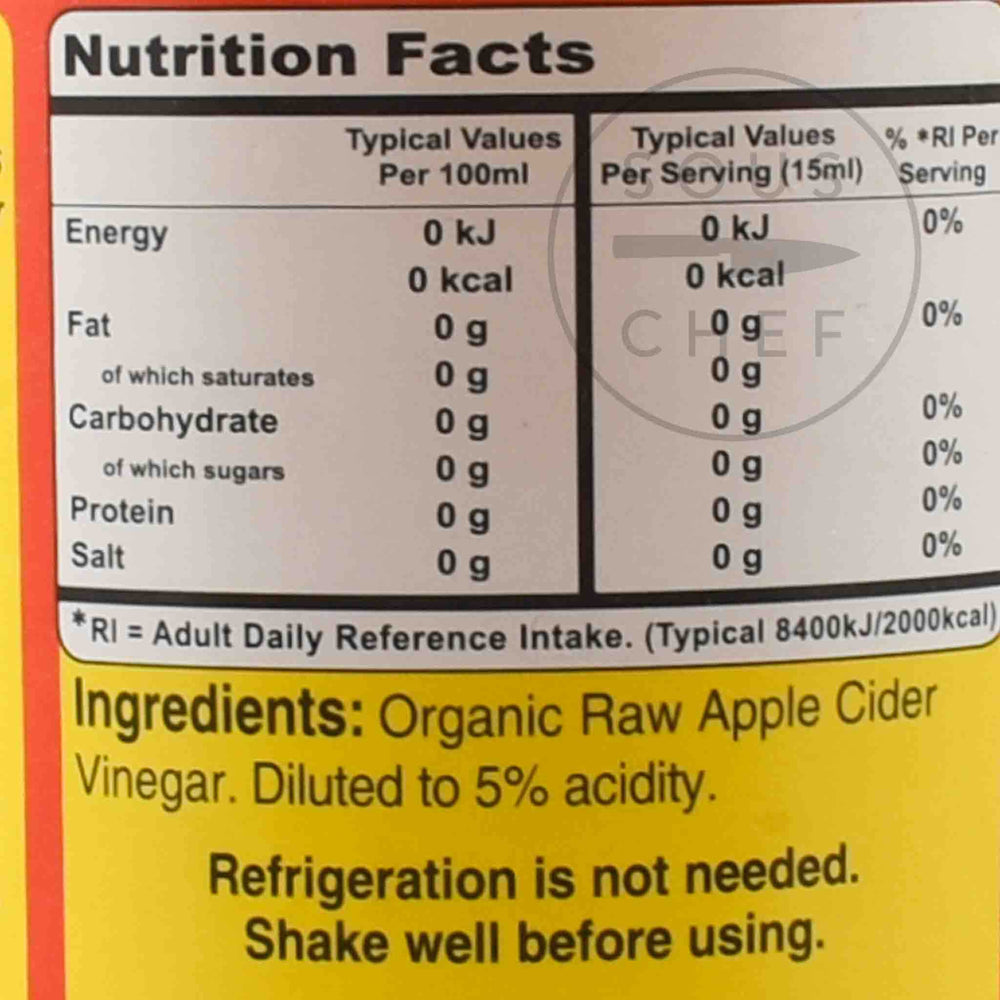 Nutrition Facts
Typical Values Per 100ml Typical Values Per Serving (15ml) % *RI Per Serving
Energy 0 kJ 0 kJ 0%
0 kcal 0 kcal
Fat 0 g 0 g 0%
of which saturates 0 g 0 g
Carbohydrate 0 g 0 g 0%
of which sugars 0 g 0 g 0%
Protein 0 g 0 g 0%
Salt 0 g 0 g 0%
*RI = Adult Daily Reference Intake. (Typical 8400kJ/2000kcal)
Ingredients: Organic Raw Apple Cider
Vinegar. Diluted to 5% acidity.
Refrigeration is not needed.
Shake well before using.
SOUS
CHEF